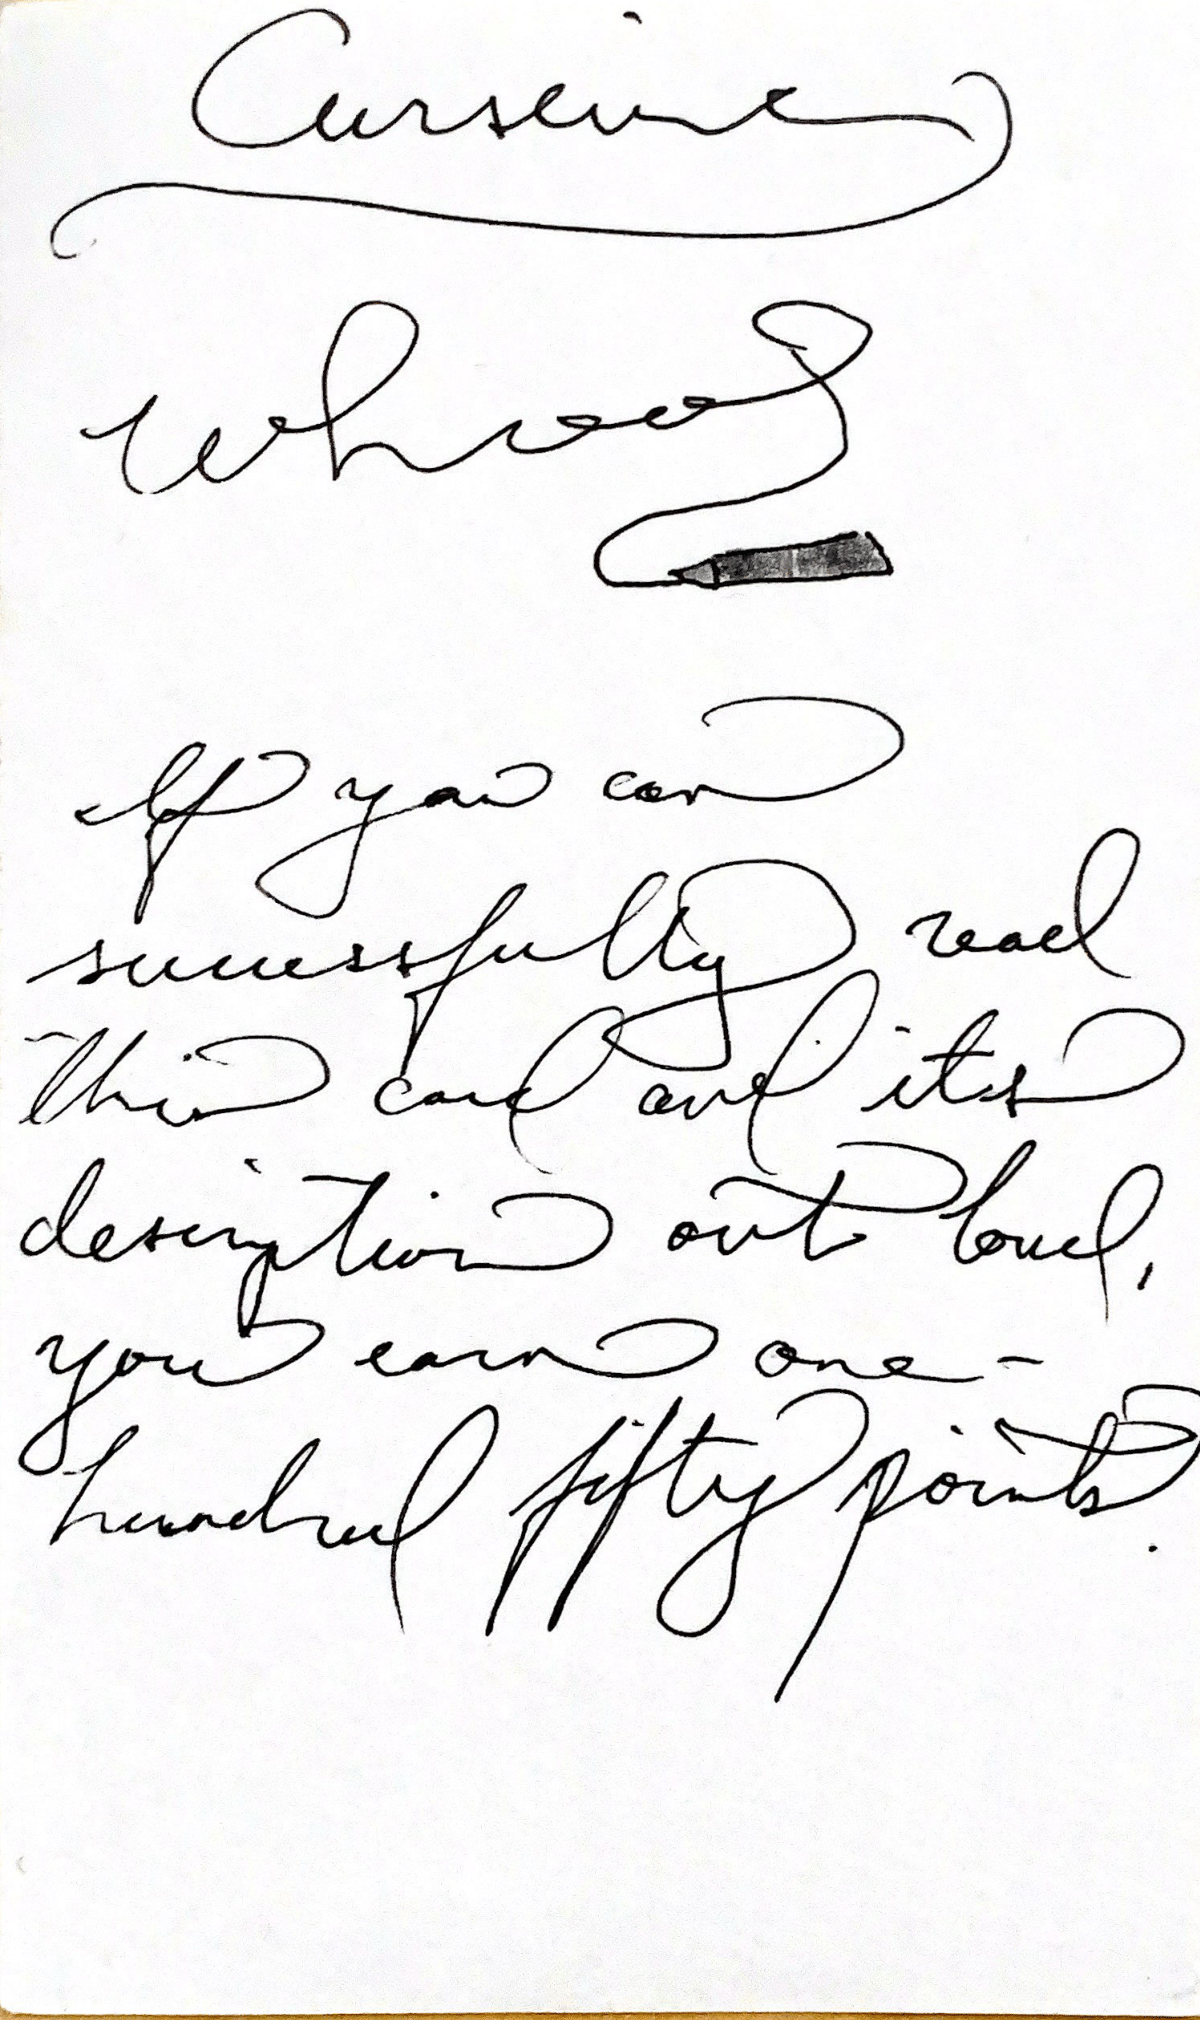 Cursive
If you can
successfully read
this card and its
description out loud,
you earn one-
hundred fifty points.